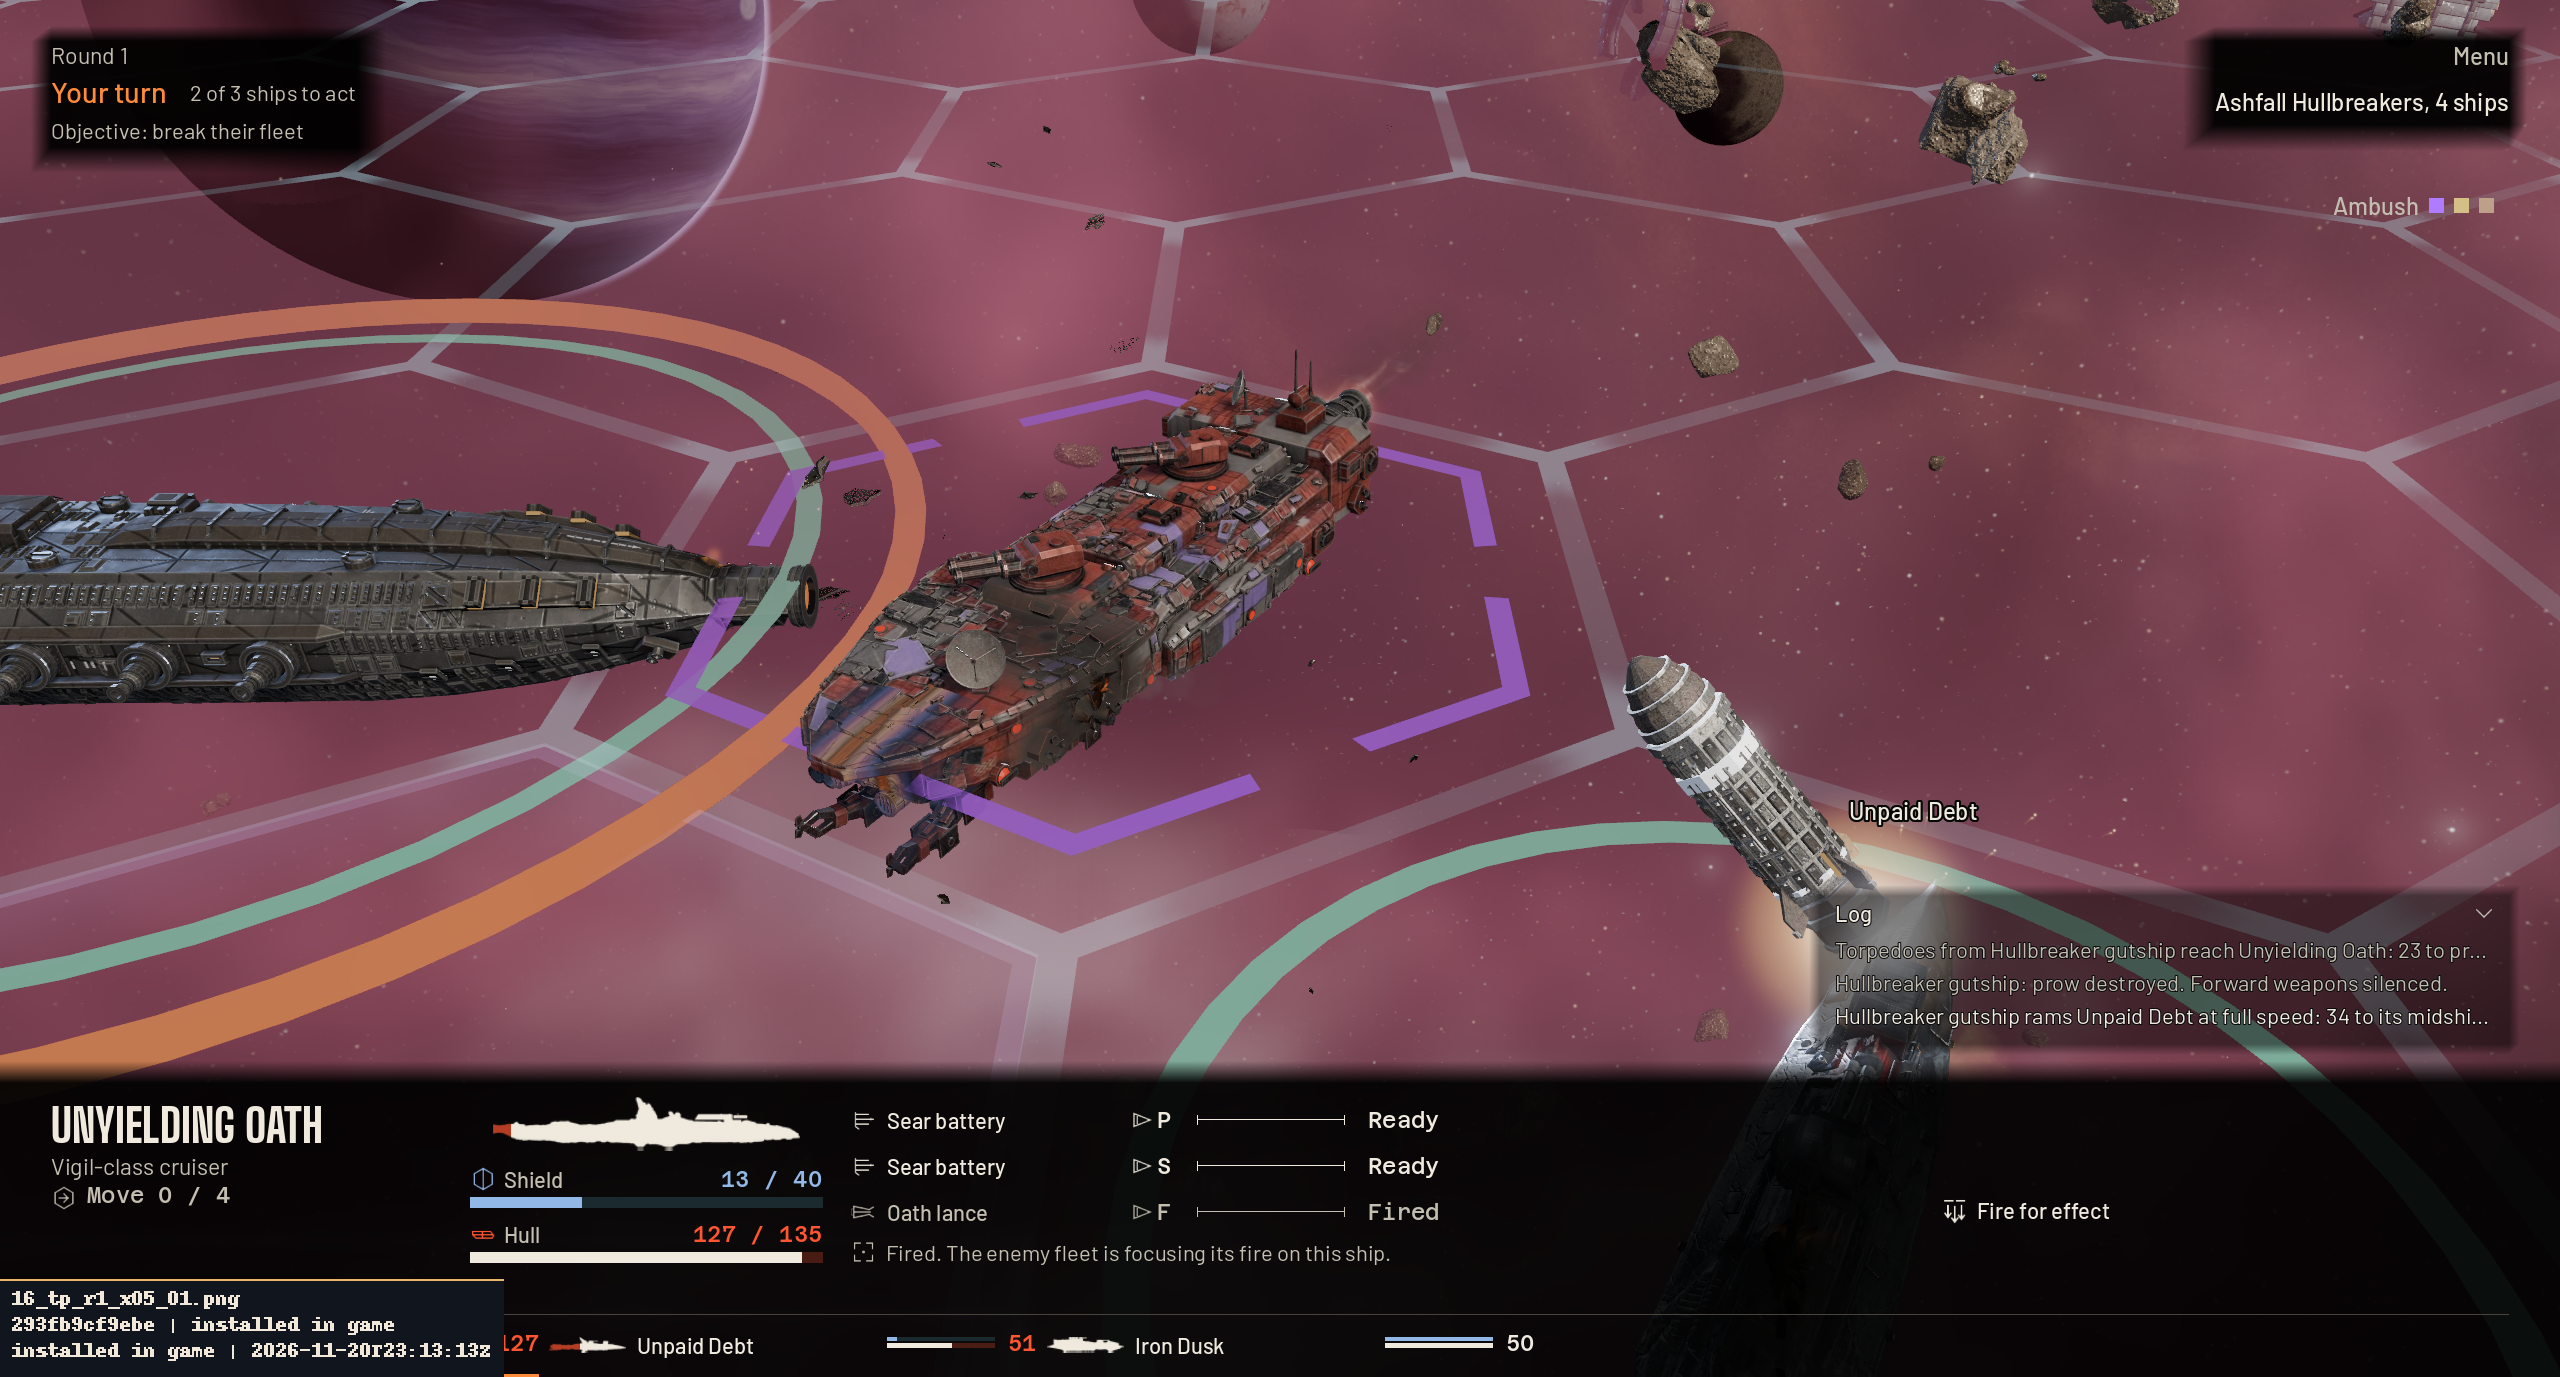 Round 1
Your turn 2 of 3 ships to act
Objective: break their fleet
Menu
Ashfall Hullbreakers, 4 ships
Ambush
Unpaid Debt
Log
Torpedoes from Hullbreaker gutship reach Unyielding Oath: 23 to pr...
Hullbreaker gutship: prow destroyed. Forward weapons silenced.
Hullbreaker gutship rams Unpaid Debt at full speed: 34 to its midshi...
UNYIELDING OATH
Vigil-class cruiser
Move 0 / 4
Shield 13 / 40
Hull 127 / 135
Sear battery P Ready
Sear battery S Ready
Oath lance F Fired
Fired. The enemy fleet is focusing its fire on this ship.
Fire for effect
16_tp_r1_x05_01.png
293fb9cf9ebe | installed in game
installed in game | 2026-11-20T23:13:13Z
127 Unpaid Debt 51 Iron Dusk 50